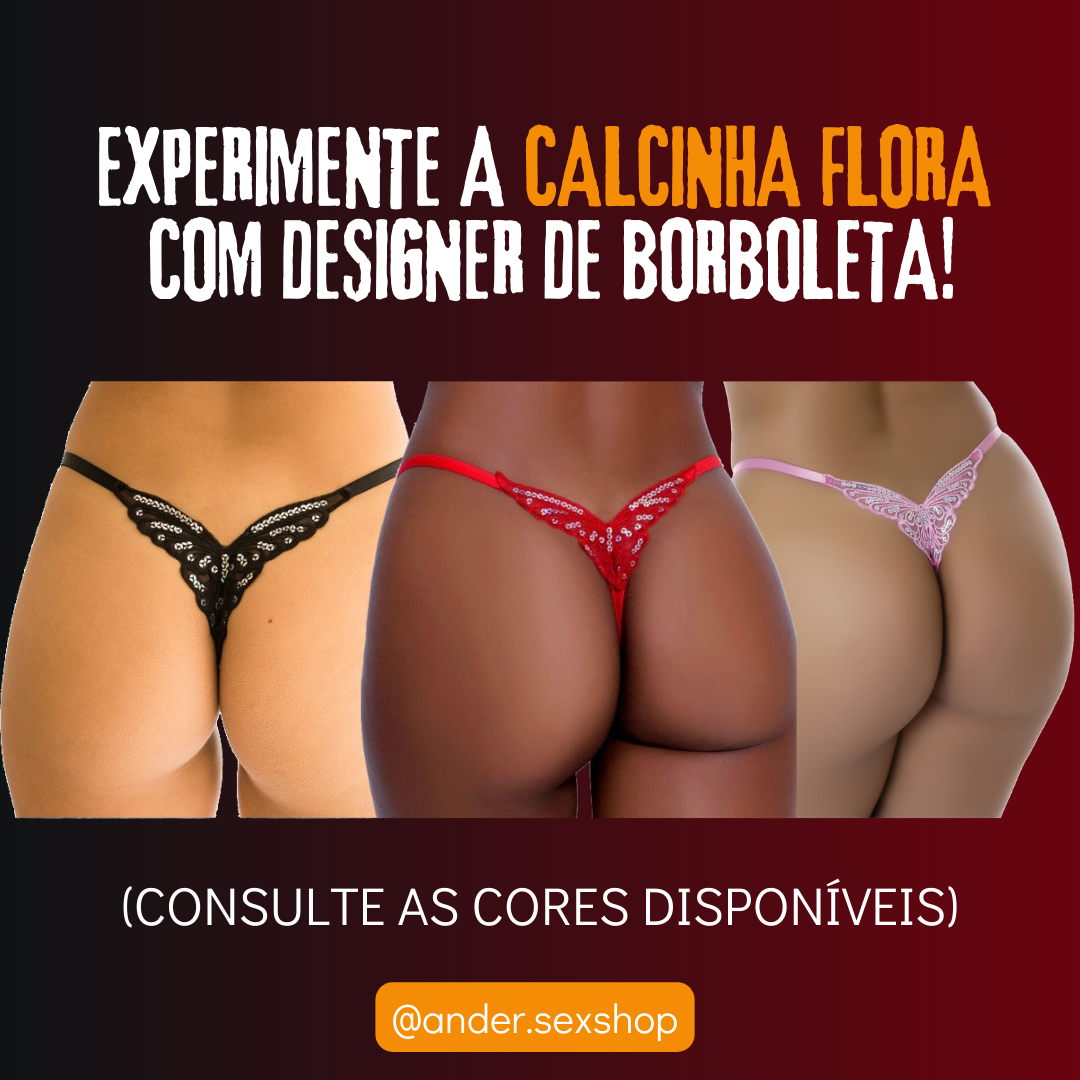 EXPERIMENTE A CALCINHA FLORA
COM DESIGNER DE BORBOLETA!
(CONSULTE AS CORES DISPONÍVEIS)
@ander.sexshop